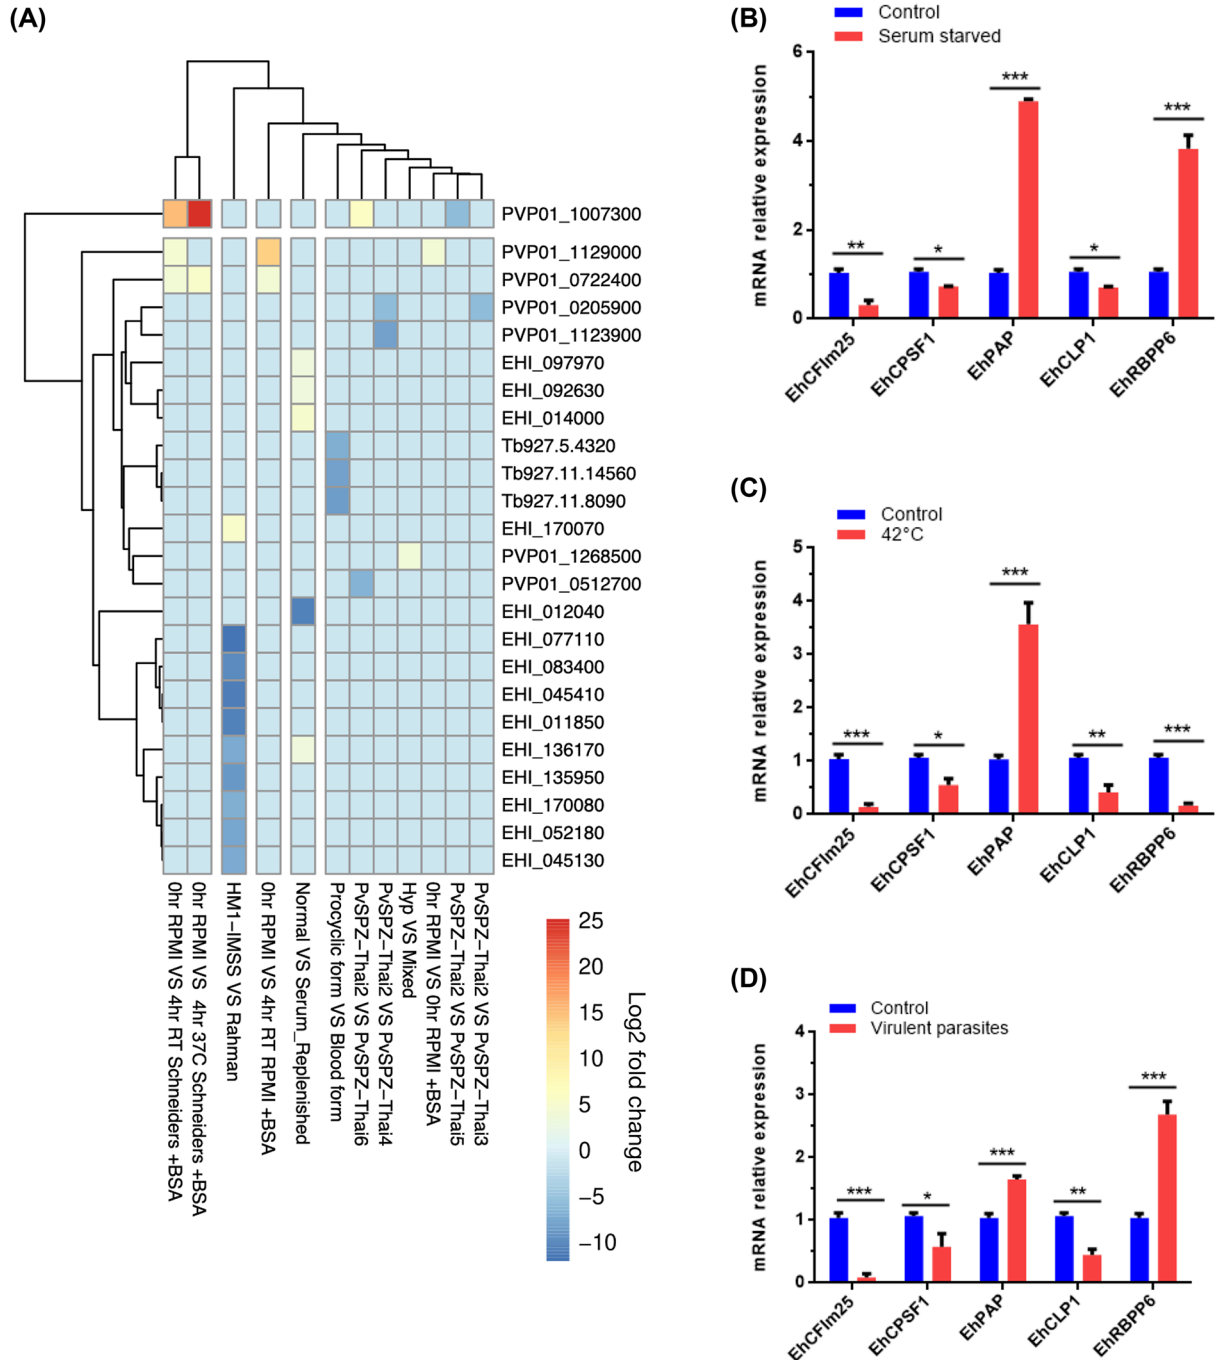 (A)
PVP01_1007300
PVP01_1129000
PVP01_0722400
PVP01_0205900
PVP01_1123900
EHI_097970
EHI_092630
EHI_014000
Tb927.5.4320
Tb927.11.14560
Tb927.11.8090
EHI_170070
PVP01_1268500
PVP01_0512700
EHI_012040
EHI_077110
EHI_083400
EHI_045410
EHI_011850
EHI_136170
EHI_135950
EHI_170080
EHI_052180
EHI_045130
0hr RPMI VS 4hr RT Schneiders +BSA
0hr RPMI VS 4hr 37C Schneiders +BSA
HM1-IMSS VS Rahman
0hr RPMI VS 4hr RT RPMI +BSA
Normal VS Serum_Replenished
Procyclic form VS Blood form
PvSPZ-Thai2 VS PvSPZ-Thai6
PvSPZ-Thai2 VS PvSPZ-Thai4
Hyp VS Mixed
0hr RPMI VS 0hr RPMI +BSA
PvSPZ-Thai2 VS PvSPZ-Thai5
PvSPZ-Thai2 VS PvSPZ-Thai3
25
20
15
10
5
0
−5
−10
Log2 fold change
(B)
Control
Serum starved
mRNA relative expression
6
4
2
0
**
*
***
*
***
EhCFIm25
EhCPSF1
EhPAP
EhCLP1
EhRBPP6
(C)
Control
42°C
mRNA relative expression
5
4
3
2
1
0
***
*
***
**
***
EhCFIm25
EhCPSF1
EhPAP
EhCLP1
EhRBPP6
(D)
Control
Virulent parasites
mRNA relative expression
4
3
2
1
0
***
*
***
**
***
EhCFIm25
EhCPSF1
EhPAP
EhCLP1
EhRBPP6